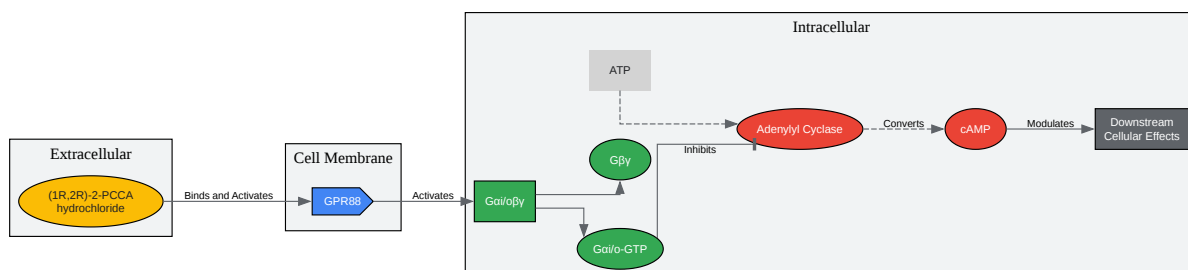 Intracellular
ATP
Adenylyl Cyclase
Converts
cAMP
Modulates
Downstream
Cellular Effects
Extracellular
(1R,2R)-2-PCCA
hydrochloride
Binds and Activates
Cell Membrane
GPR88
Activates
Gαi/oβγ
Gβγ
Inhibits
Gαi/o-GTP